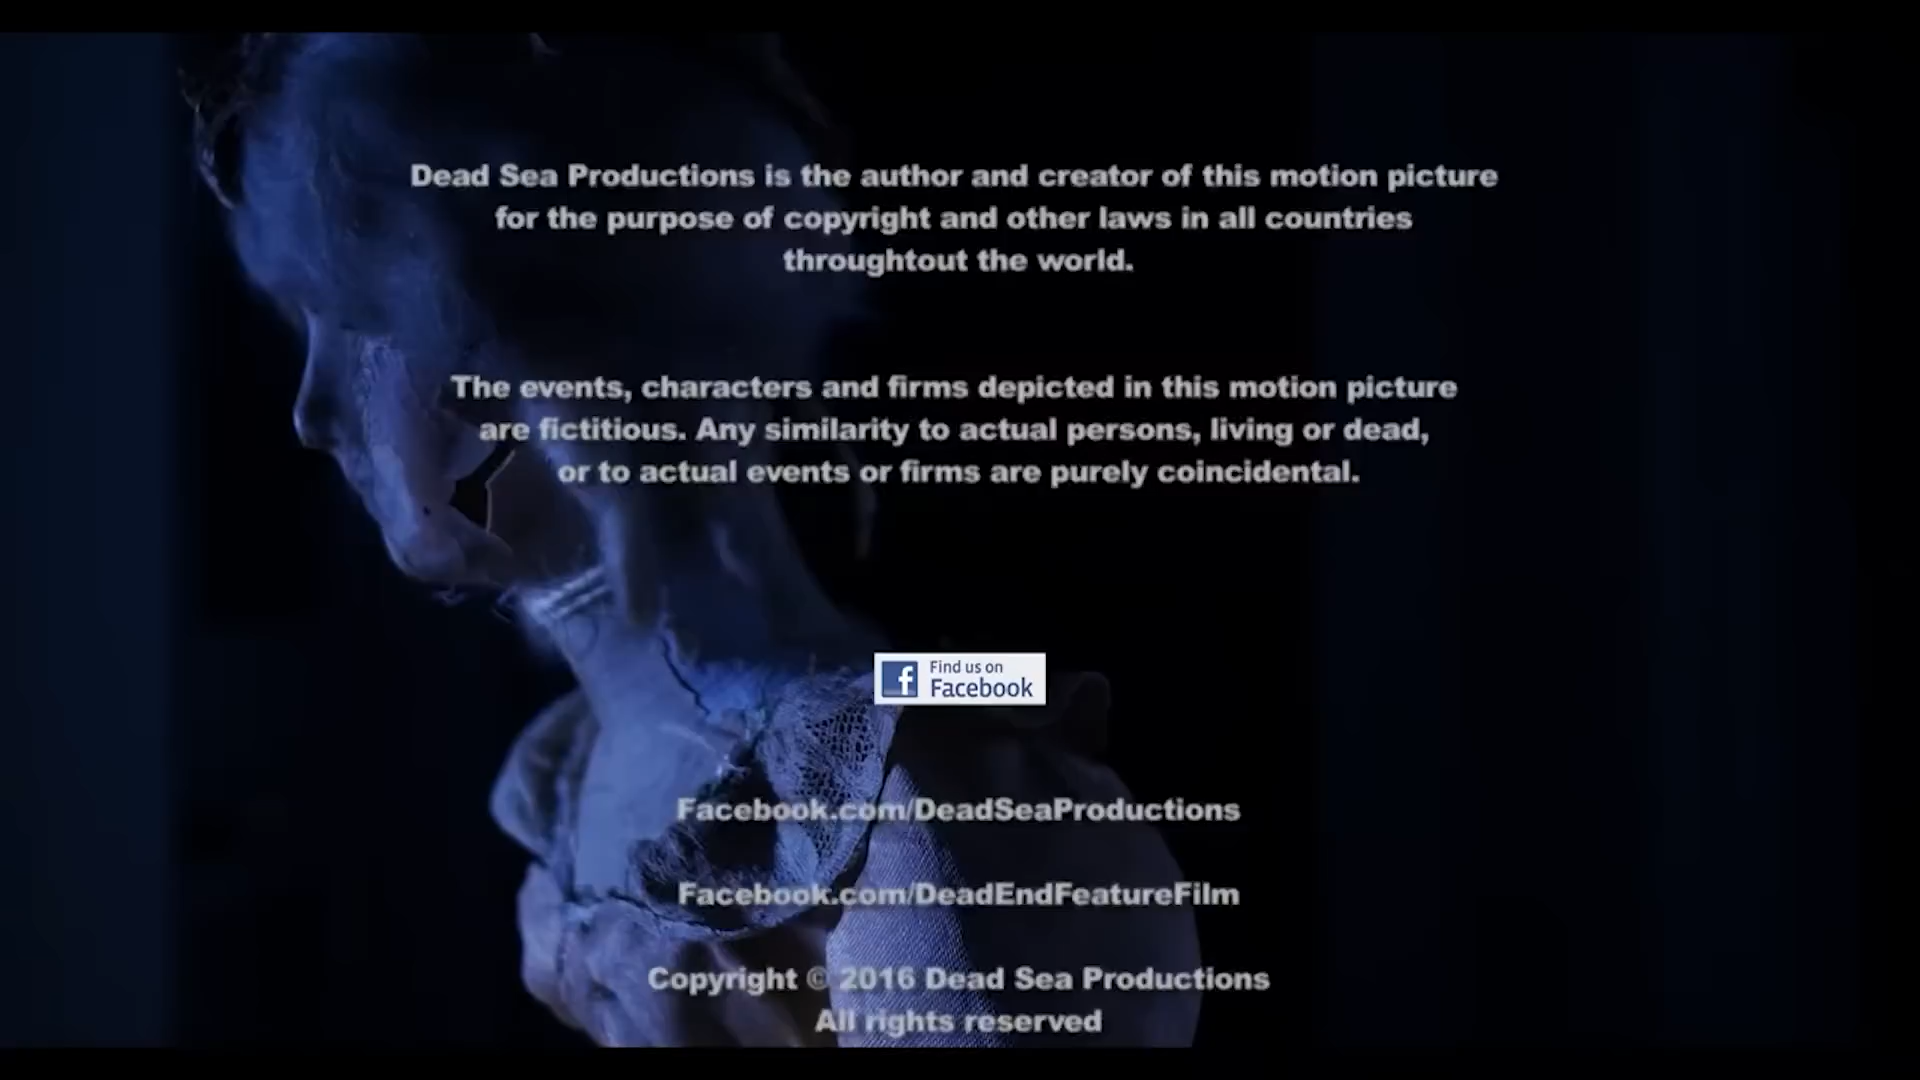 Dead Sea Productions is the author and creator of this motion picture
for the purpose of copyright and other laws in all countries
throughtout the world.
The events, characters and firms depicted in this motion picture
are fictitious. Any similarity to actual persons, living or dead,
or to actual events or firms are purely coincidental.
Find us on
Facebook
Facebook.com/DeadSeaProductions
Facebook.com/DeadEndFeatureFilm
Copyright © 2016 Dead Sea Productions
All rights reserved